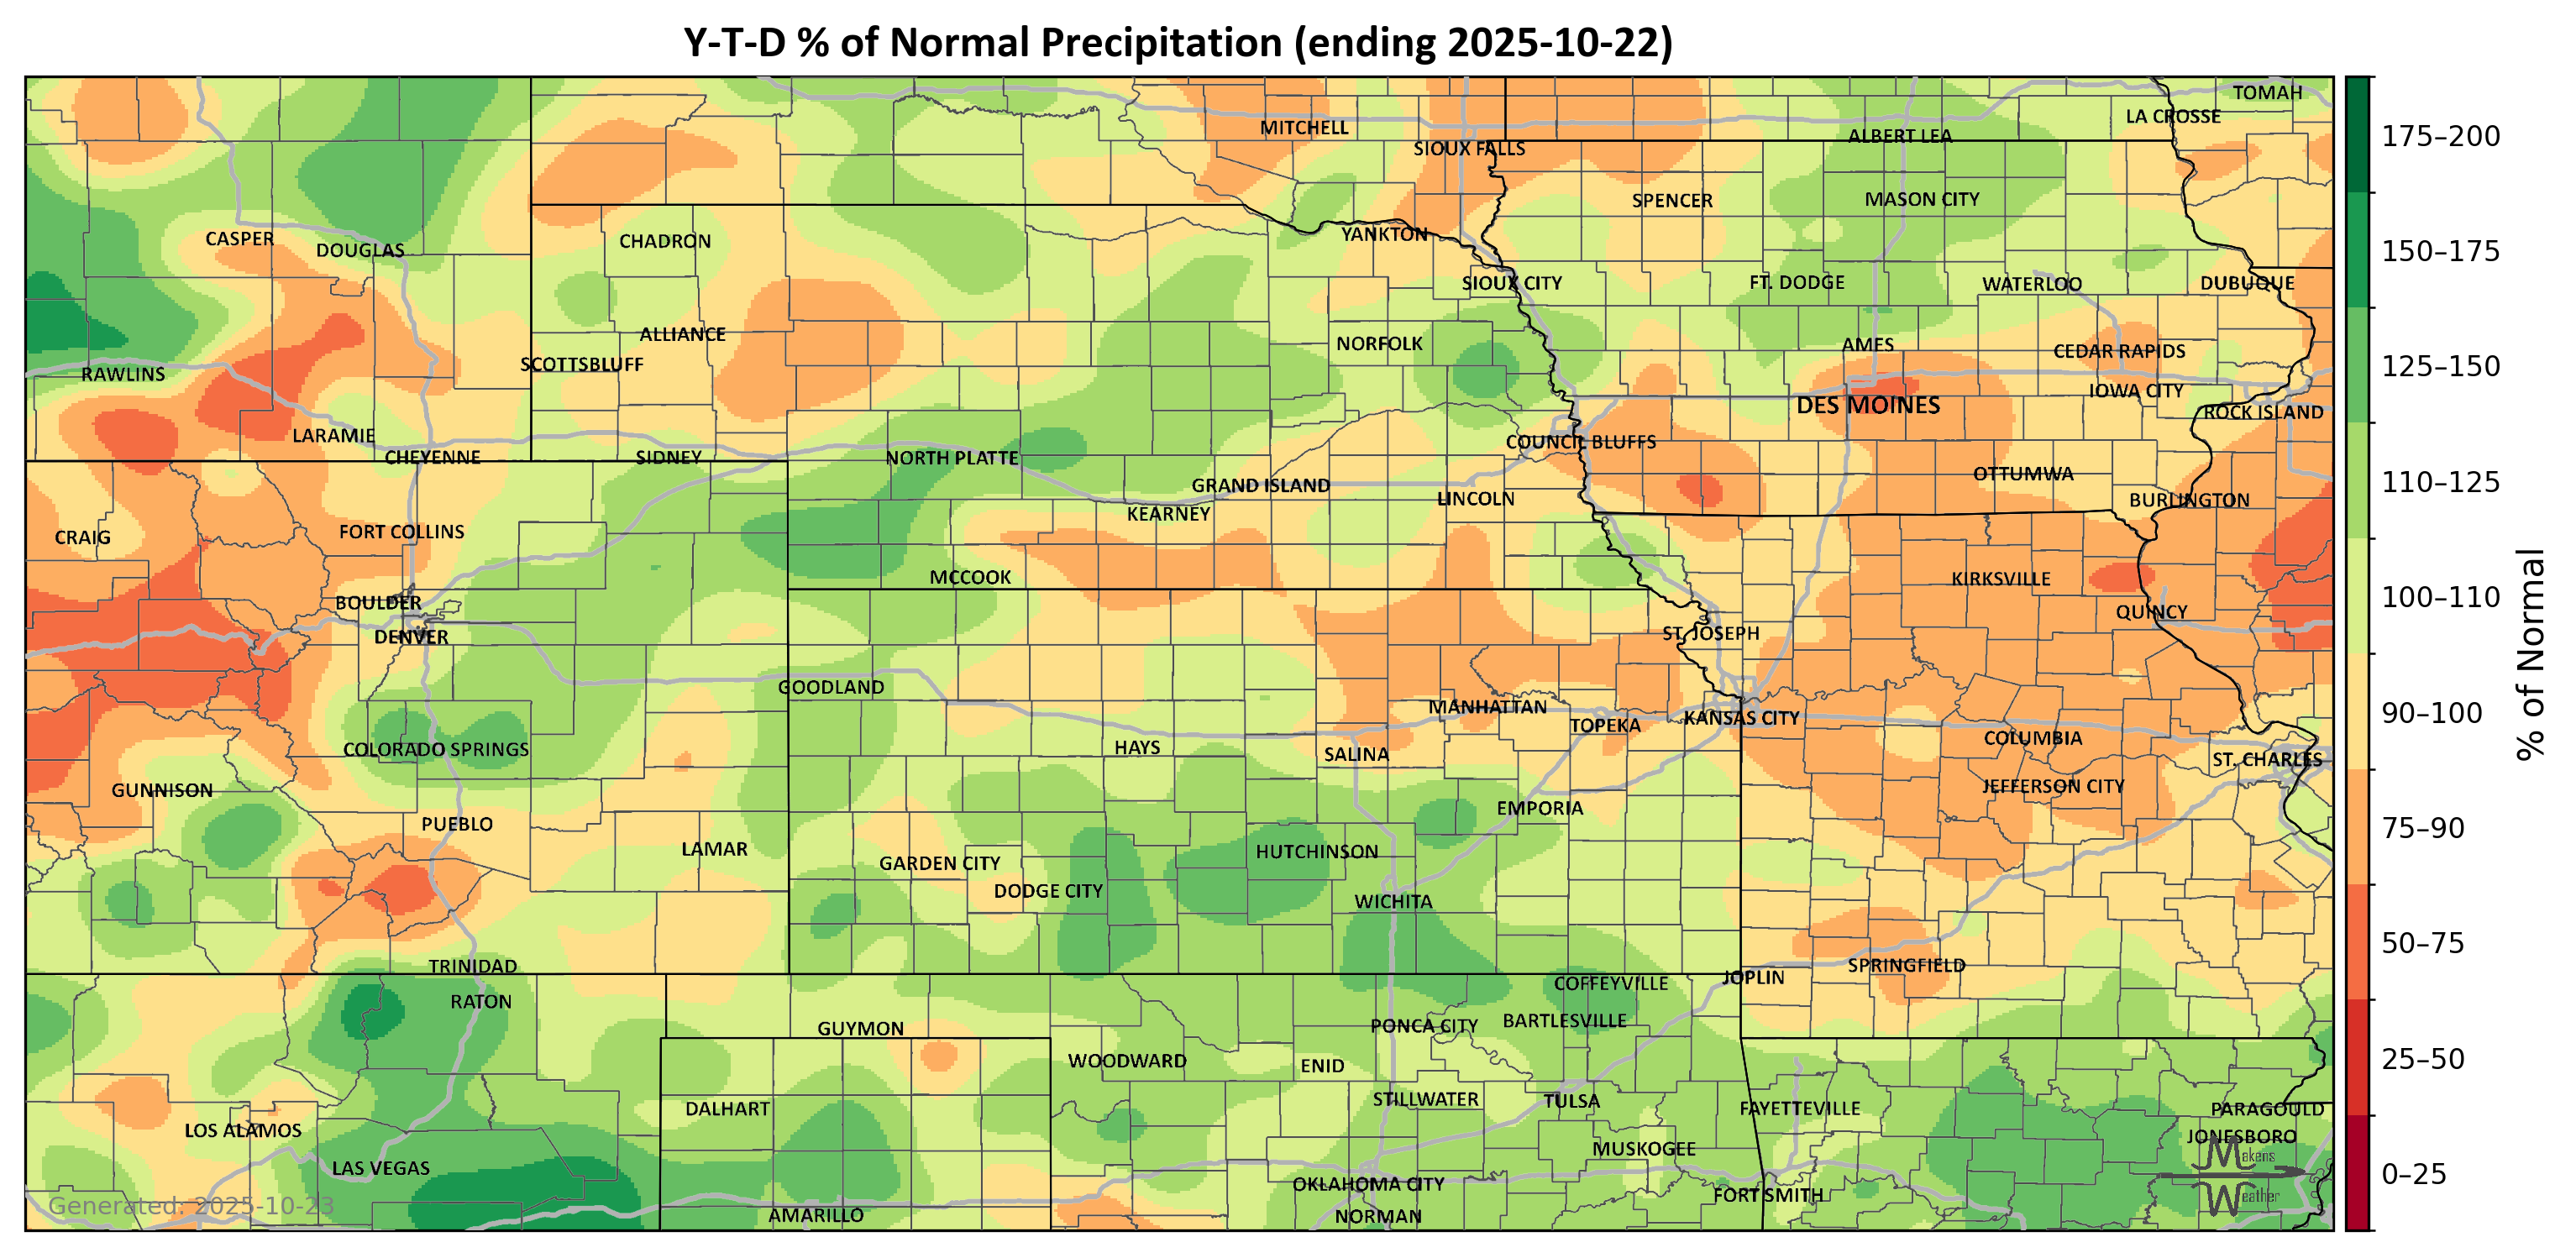 Y-T-D % of Normal Precipitation (ending 2025-10-22)
TOMAH
LA CROSSE
MITCHELL
ALBERT LEA
SIOUX FALLS
SPENCER
MASON CITY
YANKTON
CASPER
CHADRON
DOUGLAS
SIOUX CITY
FT. DODGE
WATERLOO
DUBUQUE
ALLIANCE
NORFOLK
AMES
CEDAR RAPIDS
SCOTTSBLUFF
RAWLINS
IOWA CITY
DES MOINES
ROCK ISLAND
LARAMIE
COUNCIL BLUFFS
CHEYENNE
SIDNEY
NORTH PLATTE
OTTUMWA
GRAND ISLAND
LINCOLN
BURLINGTON
KEARNEY
CRAIG
FORT COLLINS
MCCOOK
KIRKSVILLE
BOULDER
QUINCY
DENVER
ST. JOSEPH
GOODLAND
MANHATTAN
TOPEKA
KANSAS CITY
COLUMBIA
COLORADO SPRINGS
HAYS
SALINA
ST. CHARLES
GUNNISON
JEFFERSON CITY
EMPORIA
PUEBLO
LAMAR
HUTCHINSON
GARDEN CITY
DODGE CITY
WICHITA
TRINIDAD
SPRINGFIELD
JOPLIN
COFFEYVILLE
RATON
GUYMON
PONCA CITY
BARTLESVILLE
WOODWARD
ENID
STILLWATER
TULSA
DALHART
FAYETTEVILLE
PARAGOULD
LOS ALAMOS
JONESBORO
MUSKOGEE
LAS VEGAS
OKLAHOMA CITY
FORT SMITH
AMARILLO
NORMAN
Makens
Weather
Generated: 2025-10-23
175–200
150–175
125–150
110–125
100–110
90–100
75–90
50–75
25–50
0–25
% of Normal